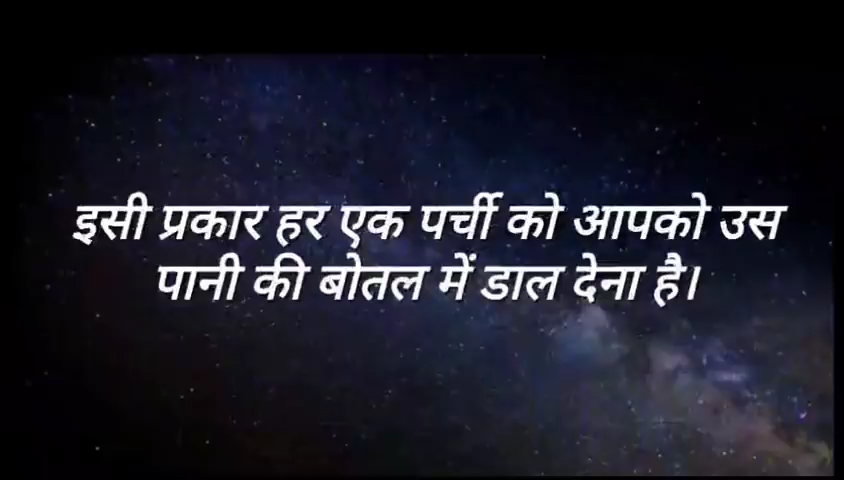 इसी प्रकार हर एक पर्ची को आपको उस
पानी की बोतल में डाल देना है।